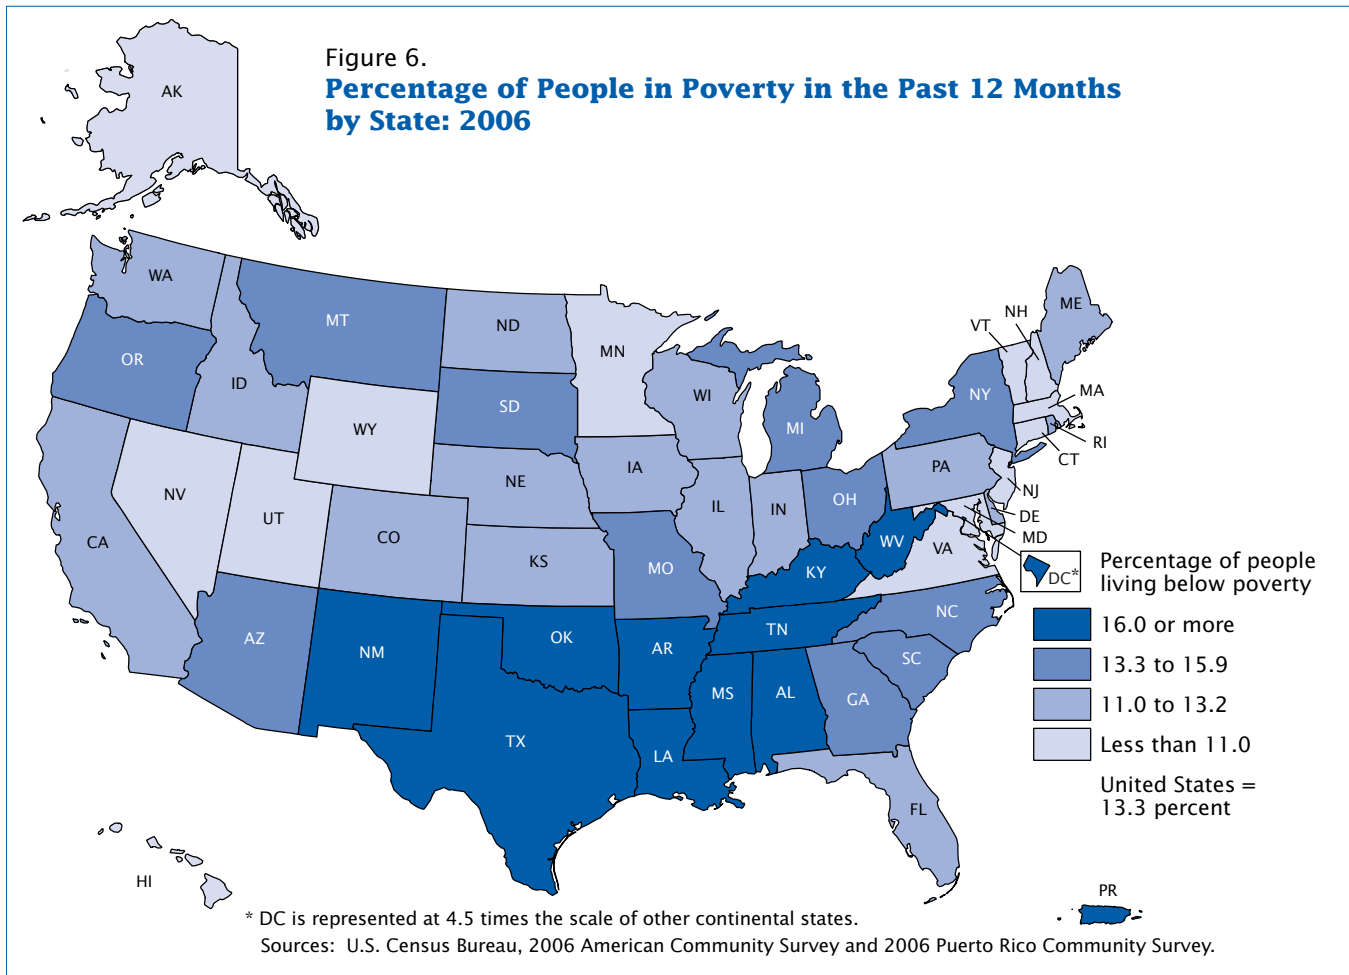 Figure 6.
Percentage of People in Poverty in the Past 12 Months
by State: 2006
AK
WA
MT
ND
MN
VT
NH
ME
OR
ID
SD
WI
NY
MA
WY
MI
RI
CT
IA
PA
NE
NV
UT
CO
IL
IN
OH
NJ
DE
MD
CA
KS
MO
WV
VA
KY
DC*
Percentage of people
living below poverty
AZ
NM
OK
AR
TN
NC
SC
16.0 or more
13.3 to 15.9
MS
AL
GA
11.0 to 13.2
TX
LA
Less than 11.0
FL
United States =
13.3 percent
HI
PR
* DC is represented at 4.5 times the scale of other continental states.
Sources: U.S. Census Bureau, 2006 American Community Survey and 2006 Puerto Rico Community Survey.